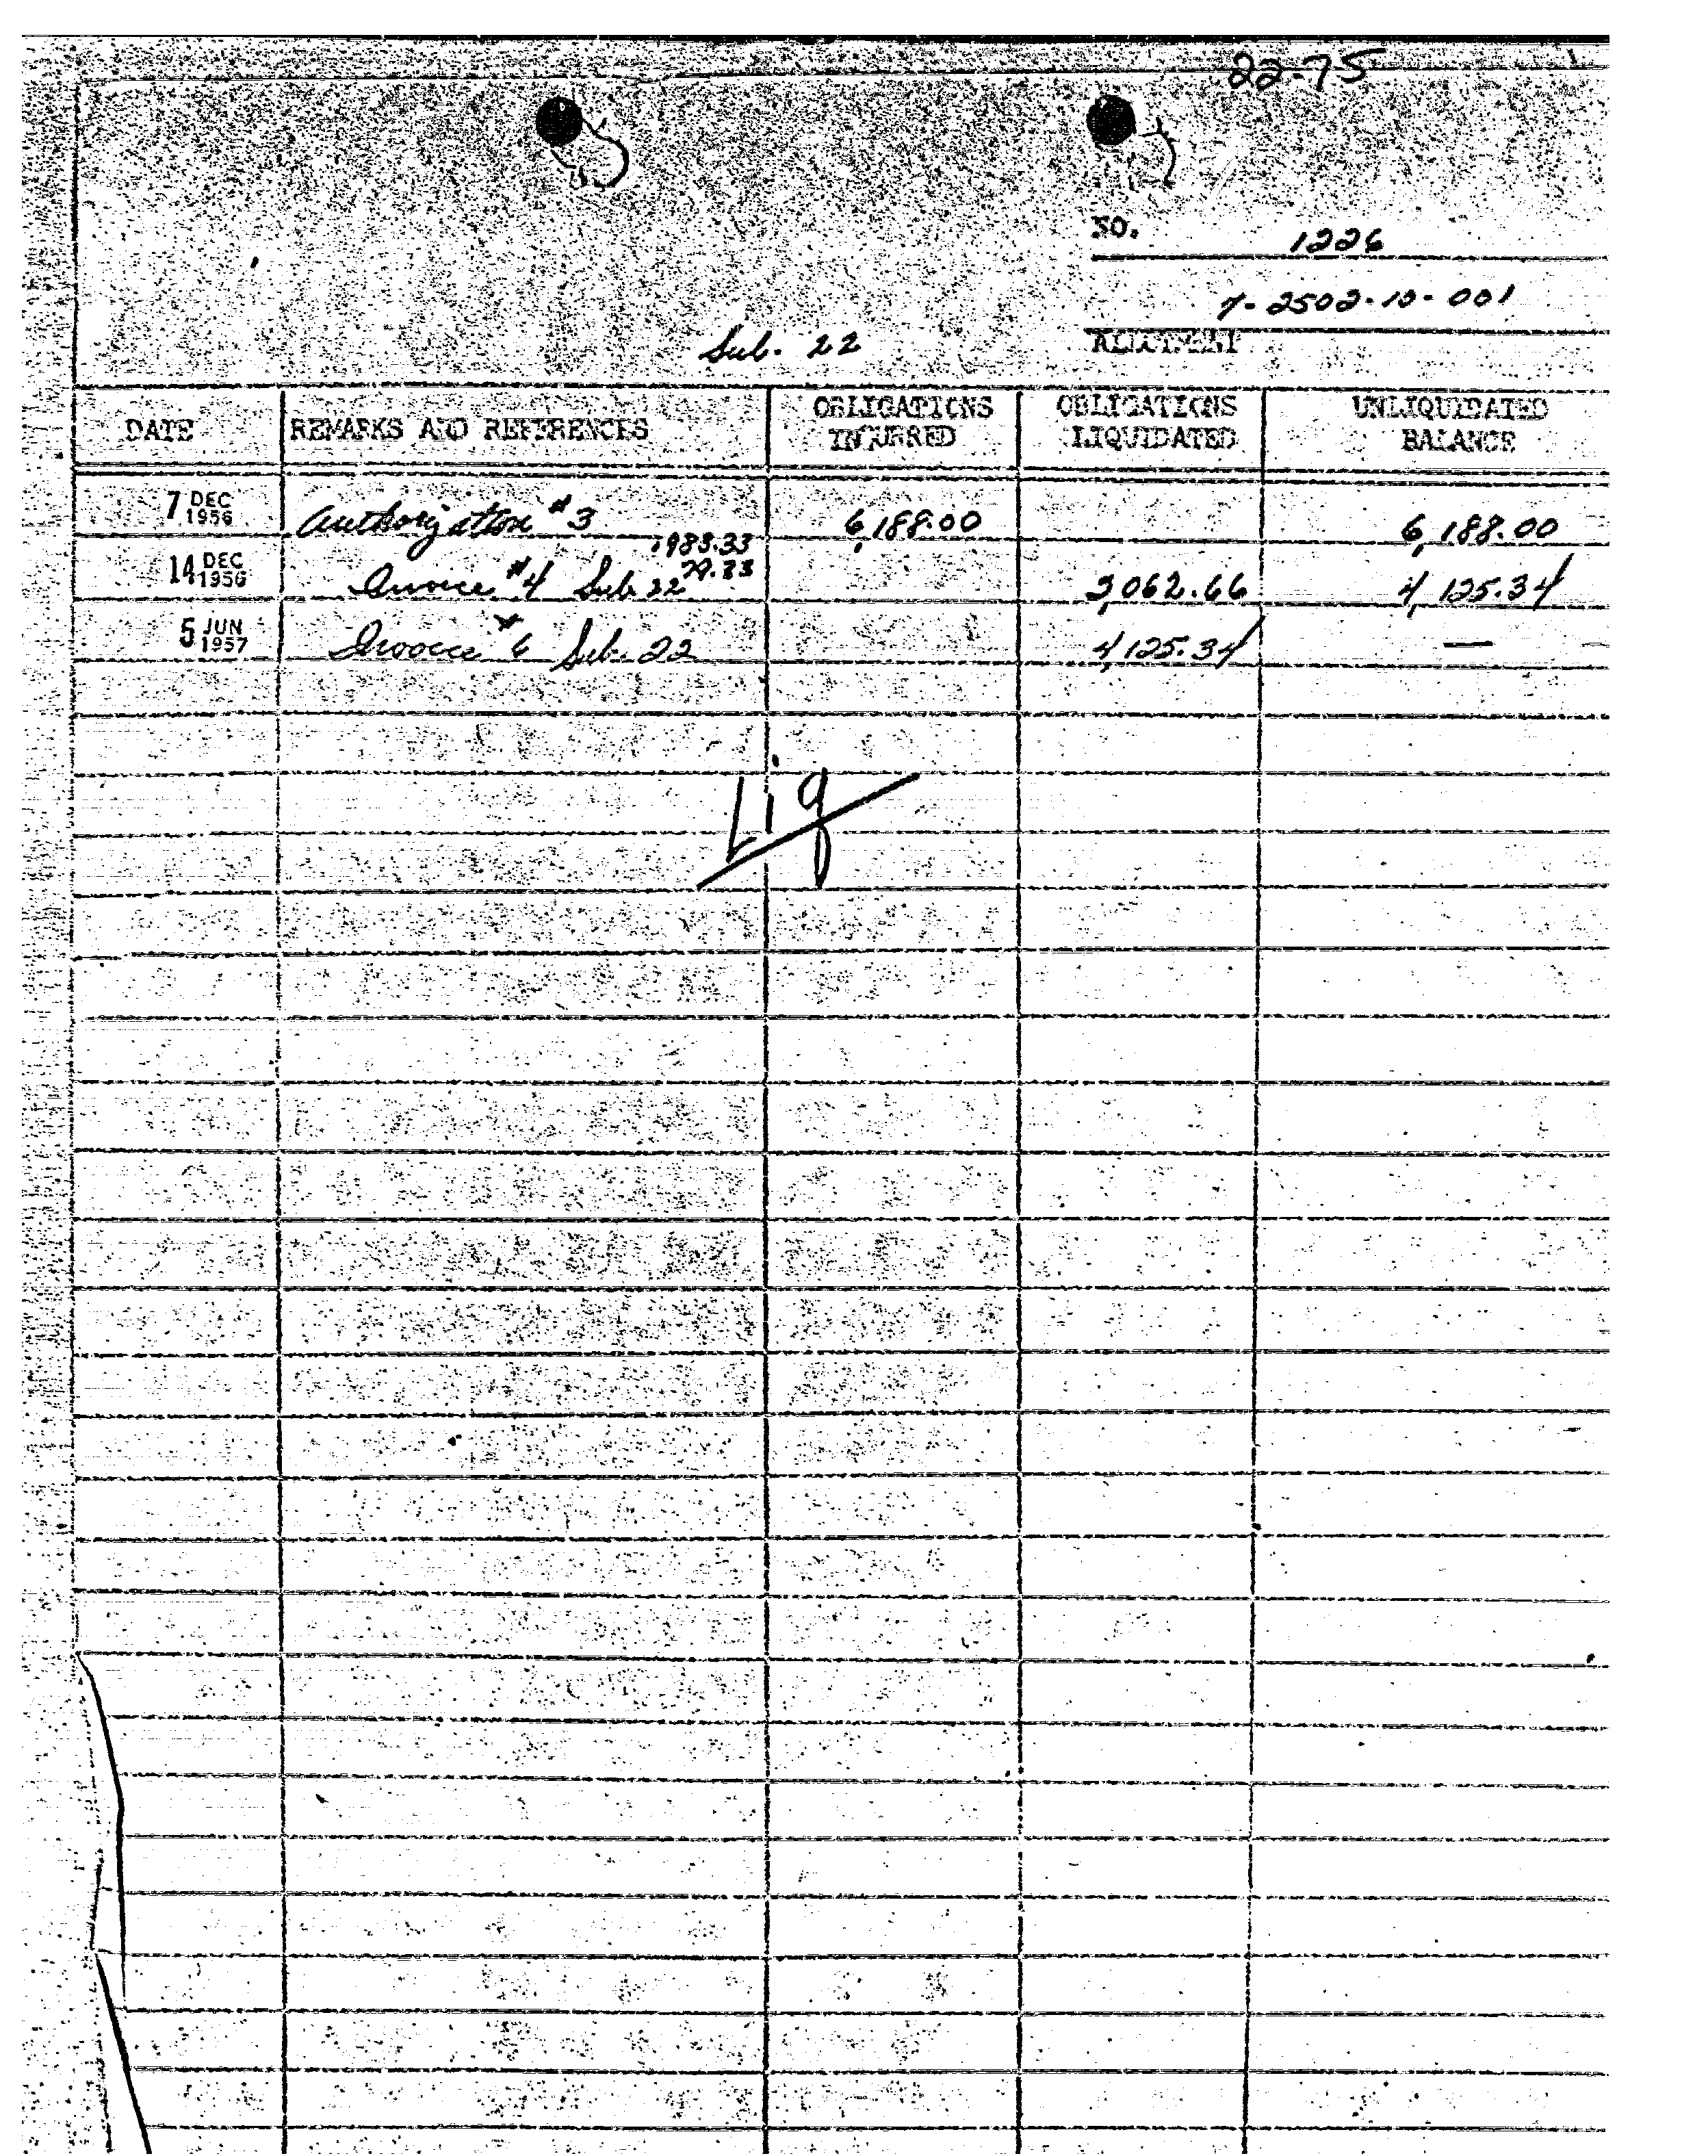 22-75
NO. 1226
7-2502-10-001
Sub. 22
ALLOTMENT
DATE REMARKS AND REFERENCES OBLIGATIONS INCURRED OBLIGATIONS LIQUIDATED UNLIQUIDATED BALANCE
7 DEC 1956 Authorization #3 6,188.00 6,188.00
1983.33
79.33
14 DEC 1956 Invoice #4 Sub 22 2,062.66 4,125.34
5 JUN 1957 Invoice #6 Sub. 22 4,125.34 —
Liq